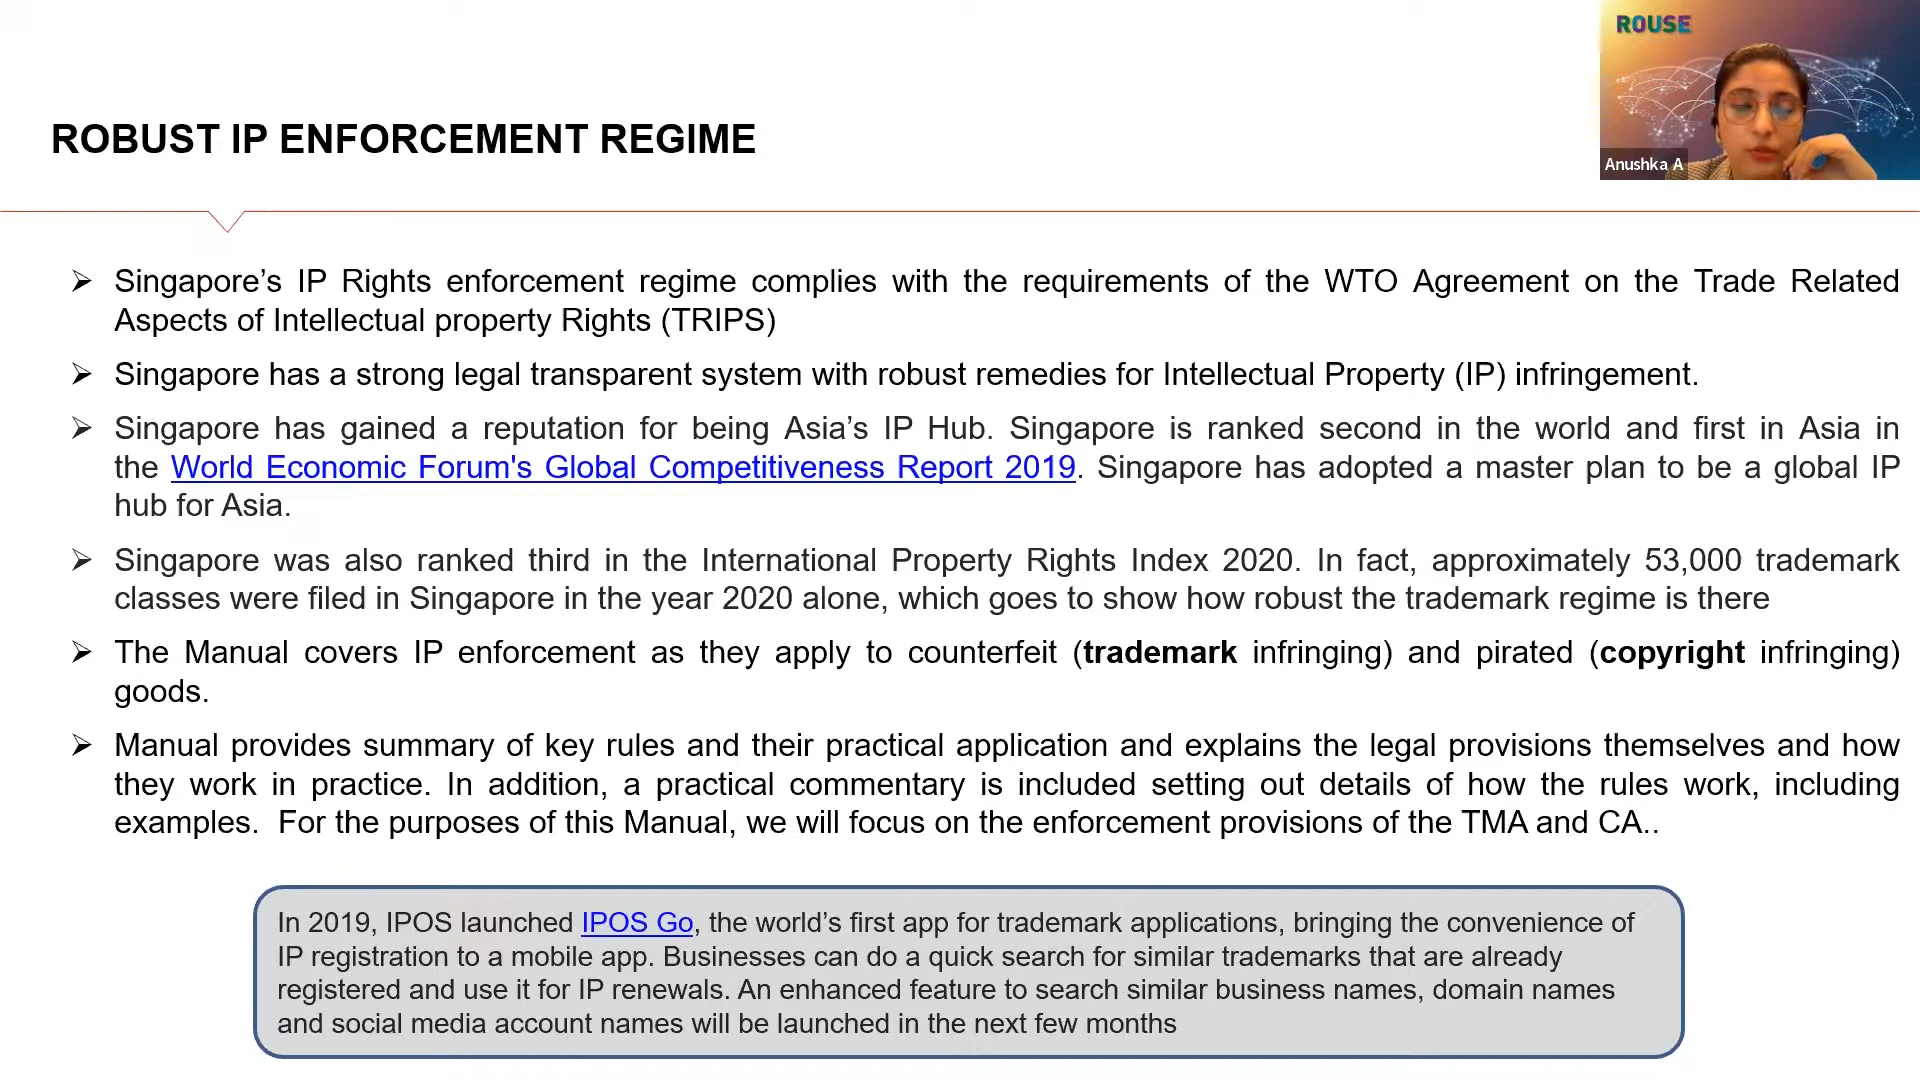 ROUSE
Anushka A
ROBUST IP ENFORCEMENT REGIME
➢ Singapore’s IP Rights enforcement regime complies with the requirements of the WTO Agreement on the Trade Related
Aspects of Intellectual property Rights (TRIPS)
➢ Singapore has a strong legal transparent system with robust remedies for Intellectual Property (IP) infringement.
➢ Singapore has gained a reputation for being Asia’s IP Hub. Singapore is ranked second in the world and first in Asia in
the World Economic Forum's Global Competitiveness Report 2019. Singapore has adopted a master plan to be a global IP
hub for Asia.
➢ Singapore was also ranked third in the International Property Rights Index 2020. In fact, approximately 53,000 trademark
classes were filed in Singapore in the year 2020 alone, which goes to show how robust the trademark regime is there
➢ The Manual covers IP enforcement as they apply to counterfeit (trademark infringing) and pirated (copyright infringing)
goods.
➢ Manual provides summary of key rules and their practical application and explains the legal provisions themselves and how
they work in practice. In addition, a practical commentary is included setting out details of how the rules work, including
examples.  For the purposes of this Manual, we will focus on the enforcement provisions of the TMA and CA..
In 2019, IPOS launched IPOS Go, the world’s first app for trademark applications, bringing the convenience of
IP registration to a mobile app. Businesses can do a quick search for similar trademarks that are already
registered and use it for IP renewals. An enhanced feature to search similar business names, domain names
and social media account names will be launched in the next few months